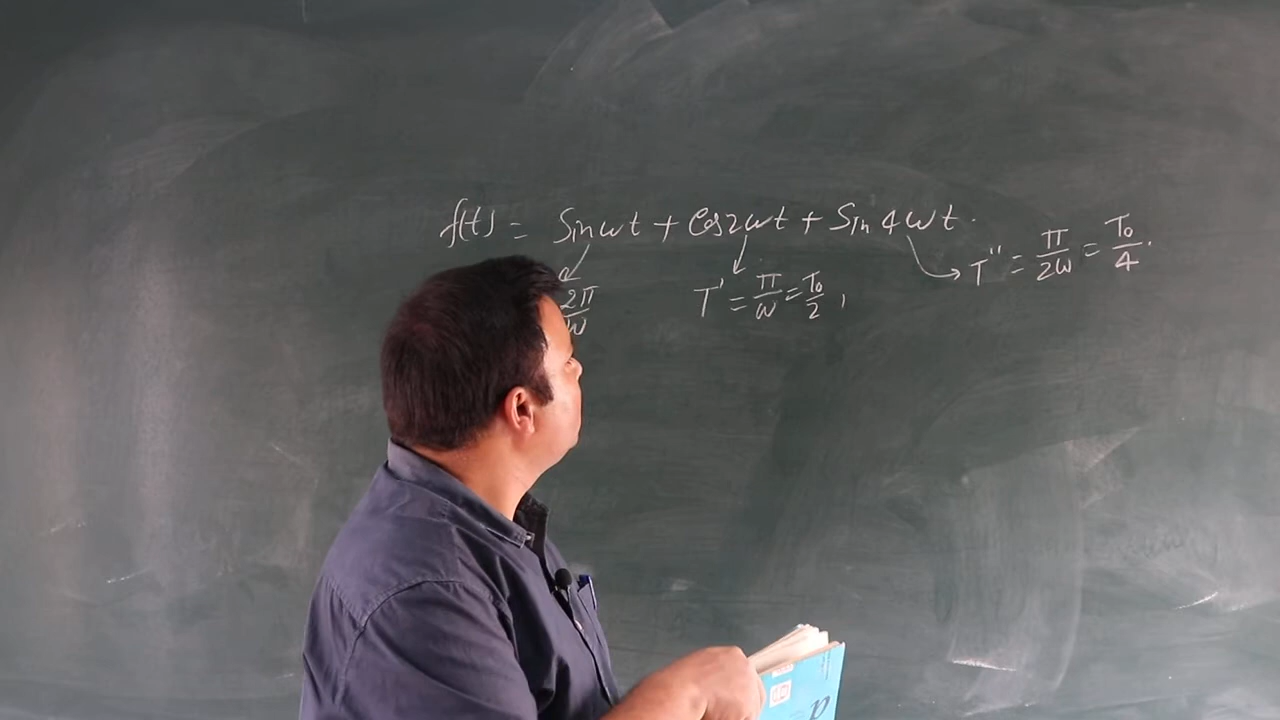 f(t) = Sin ωt + Cos 2ωt + Sin 4ωt.
2π/ω
T' = π/ω = T₀/2,
T'' = π/2ω = T₀/4.